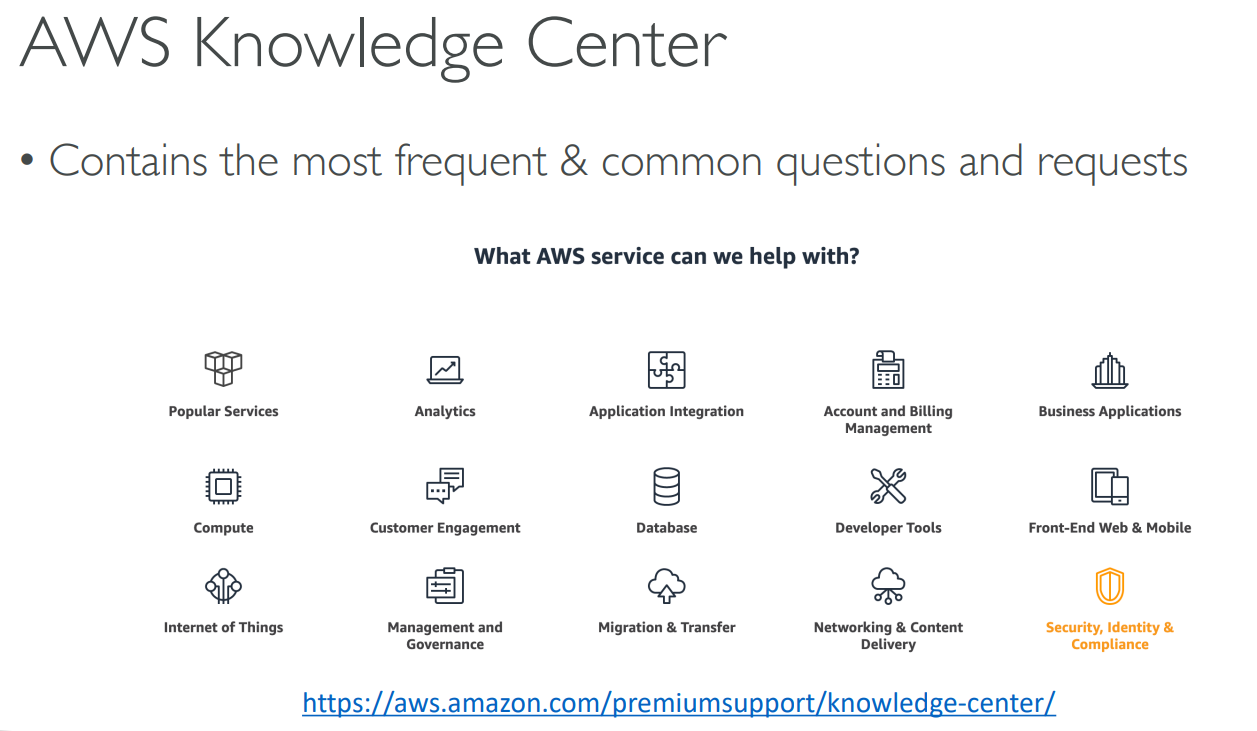 AWS Knowledge Center
• Contains the most frequent & common questions and requests
What AWS service can we help with?
Popular Services
Analytics
Application Integration
Account and Billing
Management
Business Applications
Compute
Customer Engagement
Database
Developer Tools
Front-End Web & Mobile
Internet of Things
Management and
Governance
Migration & Transfer
Networking & Content
Delivery
Security, Identity &
Compliance
https://aws.amazon.com/premiumsupport/knowledge-center/